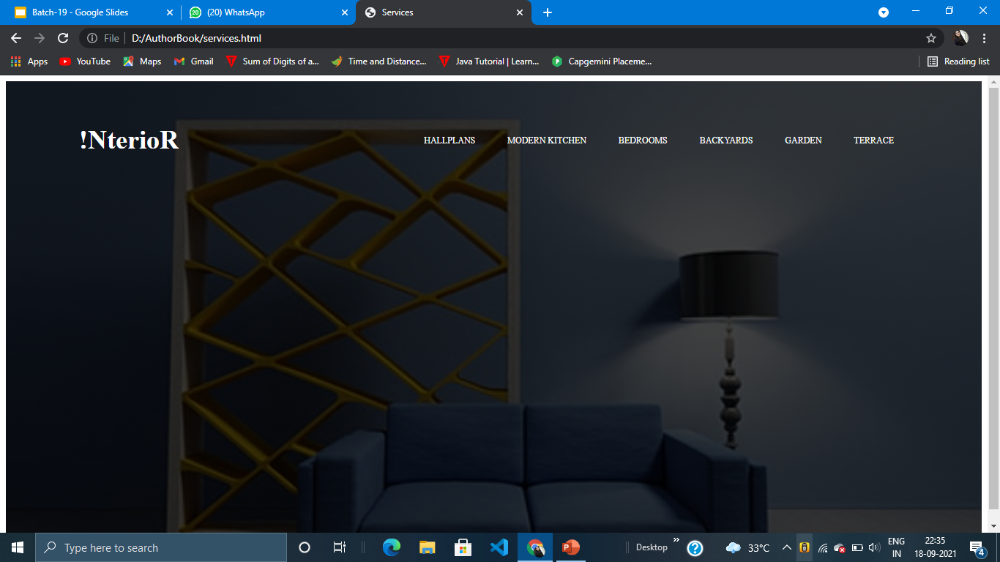 Batch-19 - Google Slides
(20) WhatsApp
Services
File
D:/AuthorBook/services.html
Apps
YouTube
Maps
Gmail
Sum of Digits of a...
Time and Distance...
Java Tutorial | Learn...
Capgemini Placeme...
Reading list
!NterioR
HALLPLANS
MODERN KITCHEN
BEDROOMS
BACKYARDS
GARDEN
TERRACE
Type here to search
Desktop
33°C
ENG
IN
22:35
18-09-2021
4